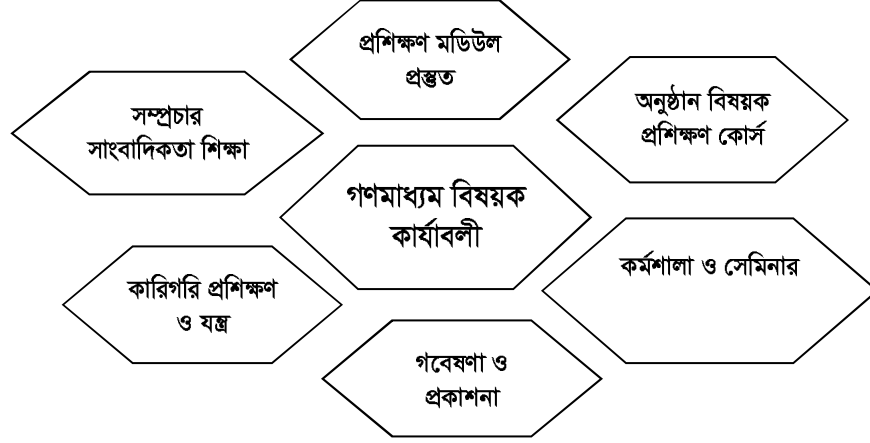 প্রশিক্ষণ মডিউল
প্রস্তুত
সম্প্রচার
সাংবাদিকতা শিক্ষা
অনুষ্ঠান বিষয়ক
প্রশিক্ষণ কোর্স
গণমাধ্যম বিষয়ক
কার্যাবলী
কারিগরি প্রশিক্ষণ
ও যন্ত্র
কর্মশালা ও সেমিনার
গবেষণা ও
প্রকাশনা